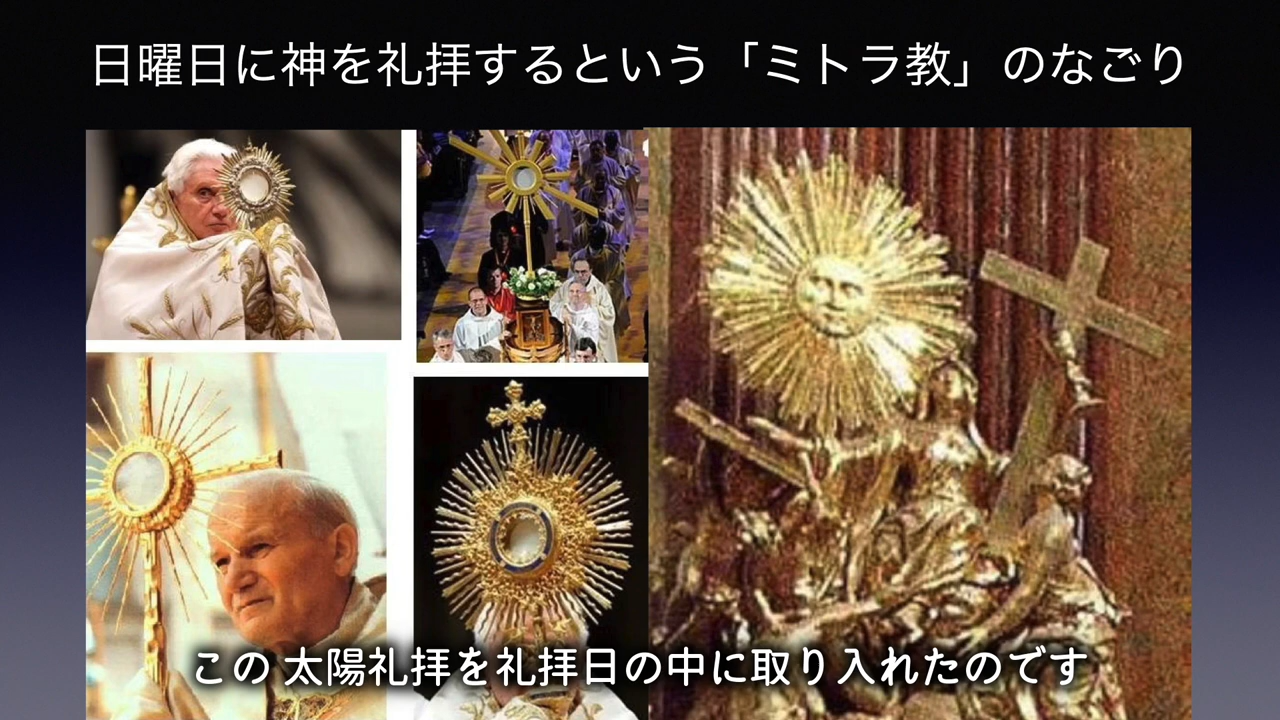 日曜日に神を礼拝するという「ミトラ教」のなごり
この 太陽礼拝を礼拝日の中に取り入れたのです